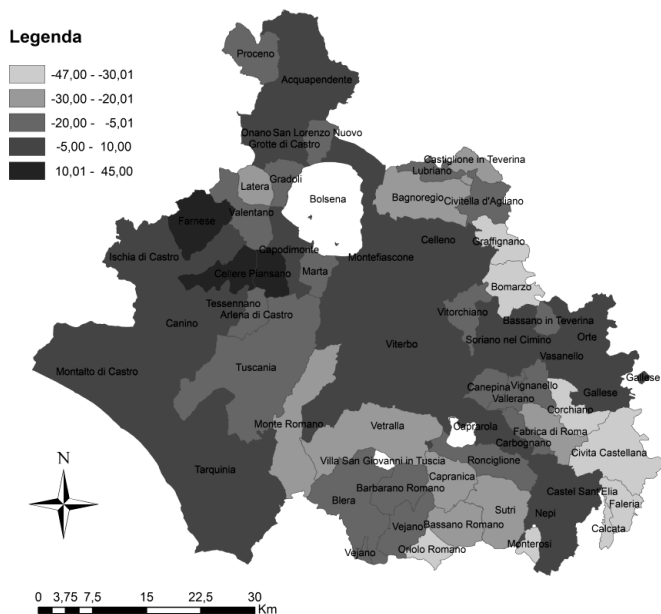 Legenda
-47,00 - -30,01
-30,00 - -20,01
-20,00 - -5,01
-5,00 - 10,00
10,01 - 45,00
Proceno
Acquapendente
Onano San Lorenzo Nuovo
Grotte di Castro
Castiglione in Teverina
Lubriano
Gradoli
Latera
Bolsena
Bagnoregio
Civitella d'Agliano
Farnese
Valentano
Celleno
Graffignano
Capodimonte
Ischia di Castro
Montefiascone
Cellere Piansano
Marta
Bomarzo
Tessennano
Arlena di Castro
Vitorchiano
Bassano in Teverina
Canino
Orte
Viterbo
Soriano nel Cimino
Vasanello
Tuscania
Montalto di Castro
Gallese
Canepina
Vignanello
Gallese
Vallerano
Corchiano
Monte Romano
Vetralla
Caprarola
Fabrica di Roma
Carbognano
Civita Castellana
Villa San Giovanni in Tuscia
Ronciglione
Tarquinia
Capranica
Castel Sant'Elia
Barbarano Romano
Blera
Sutri
Nepi
Faleria
Vejano
Bassano Romano
Calcata
Vejano
Oriolo Romano
Monterosi
N
0 3,75 7,5 15 22,5 30
Km